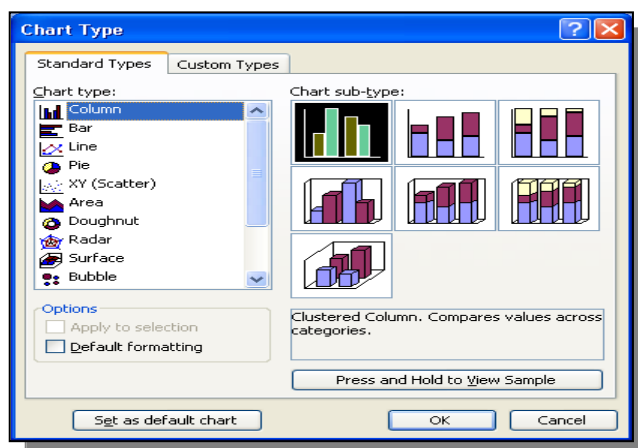 Chart Type
Standard Types
Custom Types
Chart type:
Column
Bar
Line
Pie
XY (Scatter)
Area
Doughnut
Radar
Surface
Bubble
Chart sub-type:
Options
Apply to selection
Default formatting
Clustered Column. Compares values across
categories.
Press and Hold to View Sample
Set as default chart
OK
Cancel